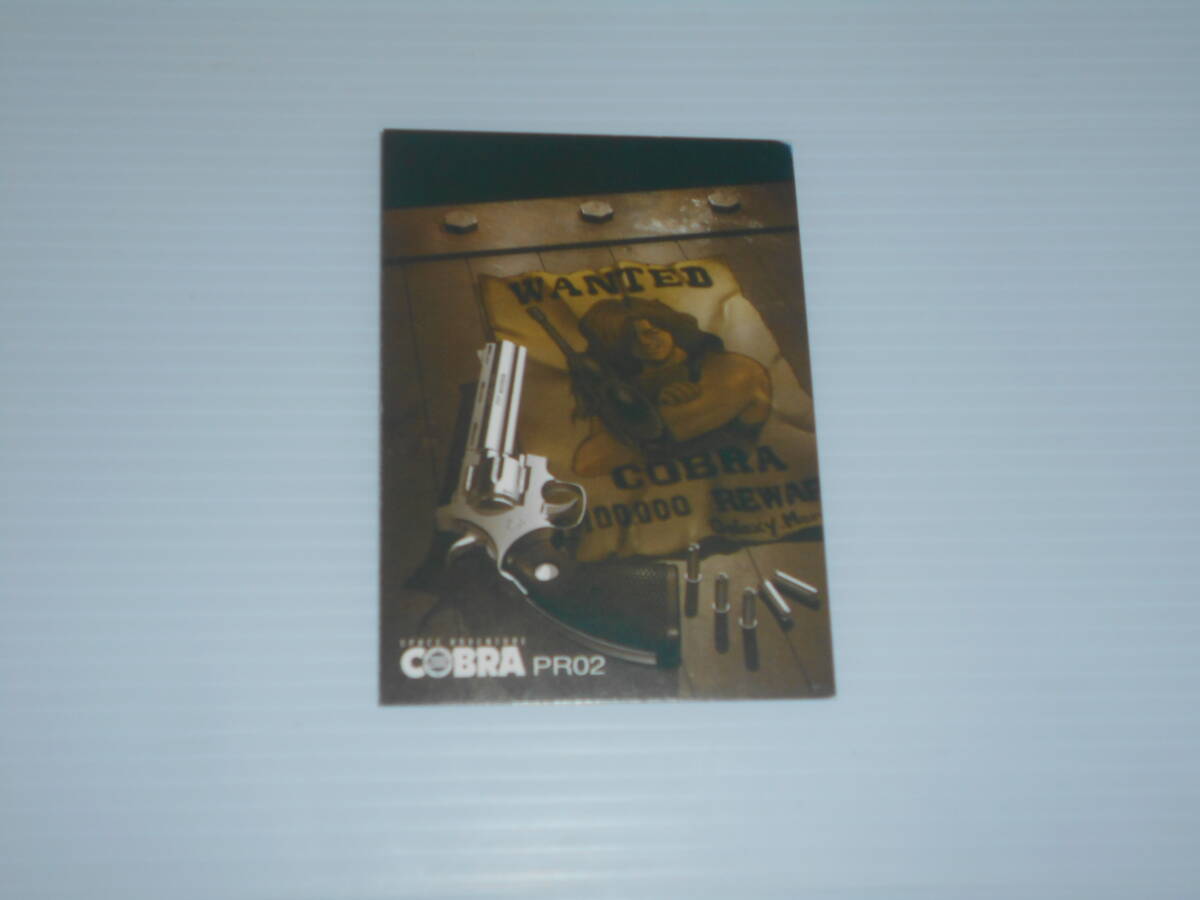 WANTED
COBRA
100000 REWAR
Galaxy
SPACE ADVENTURE
COBRA PR02